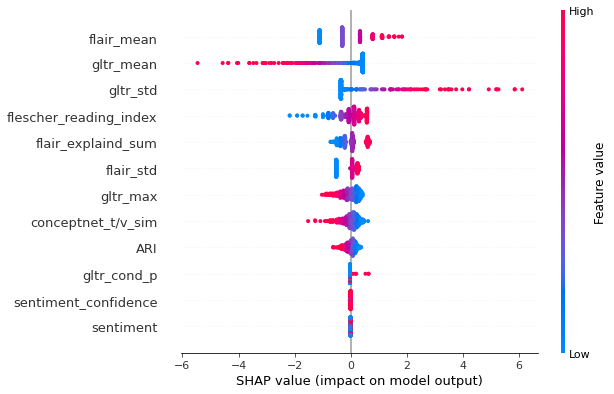 High
flair_mean
gltr_mean
gltr_std
flescher_reading_index
flair_explaind_sum
flair_std
gltr_max
conceptnet_t/v_sim
ARI
gltr_cond_p
sentiment_confidence
sentiment
Feature value
Low
−6 −4 −2 0 2 4 6
SHAP value (impact on model output)